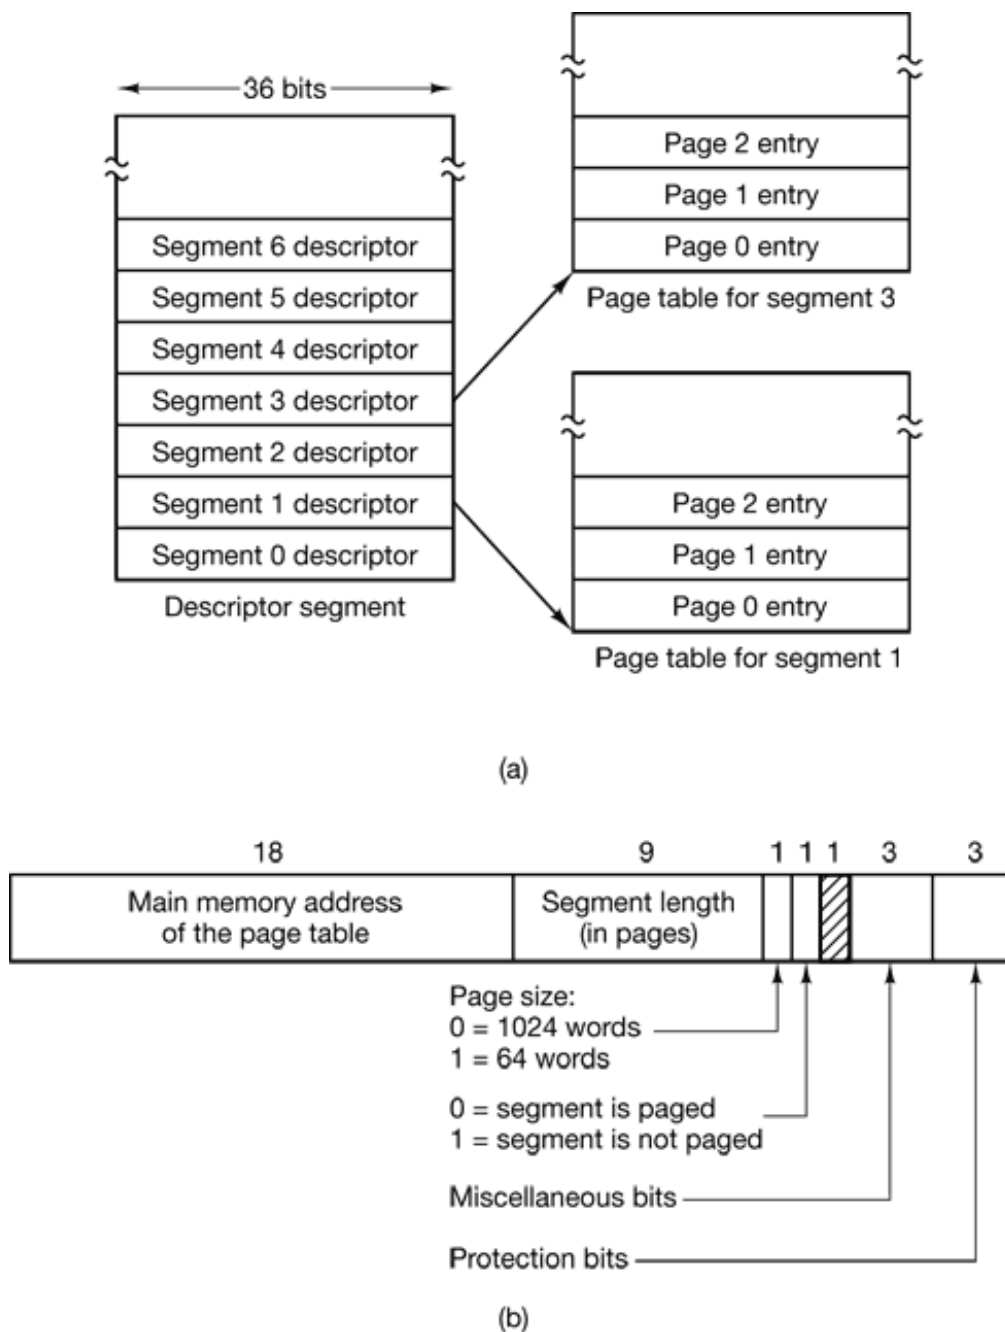 36 bits
Segment 6 descriptor
Segment 5 descriptor
Segment 4 descriptor
Segment 3 descriptor
Segment 2 descriptor
Segment 1 descriptor
Segment 0 descriptor
Descriptor segment
Page 2 entry
Page 1 entry
Page 0 entry
Page table for segment 3
Page 2 entry
Page 1 entry
Page 0 entry
Page table for segment 1
(a)
18 9 1 1 1 3 3
Main memory address
of the page table
Segment length
(in pages)
Page size:
0 = 1024 words
1 = 64 words
0 = segment is paged
1 = segment is not paged
Miscellaneous bits
Protection bits
(b)